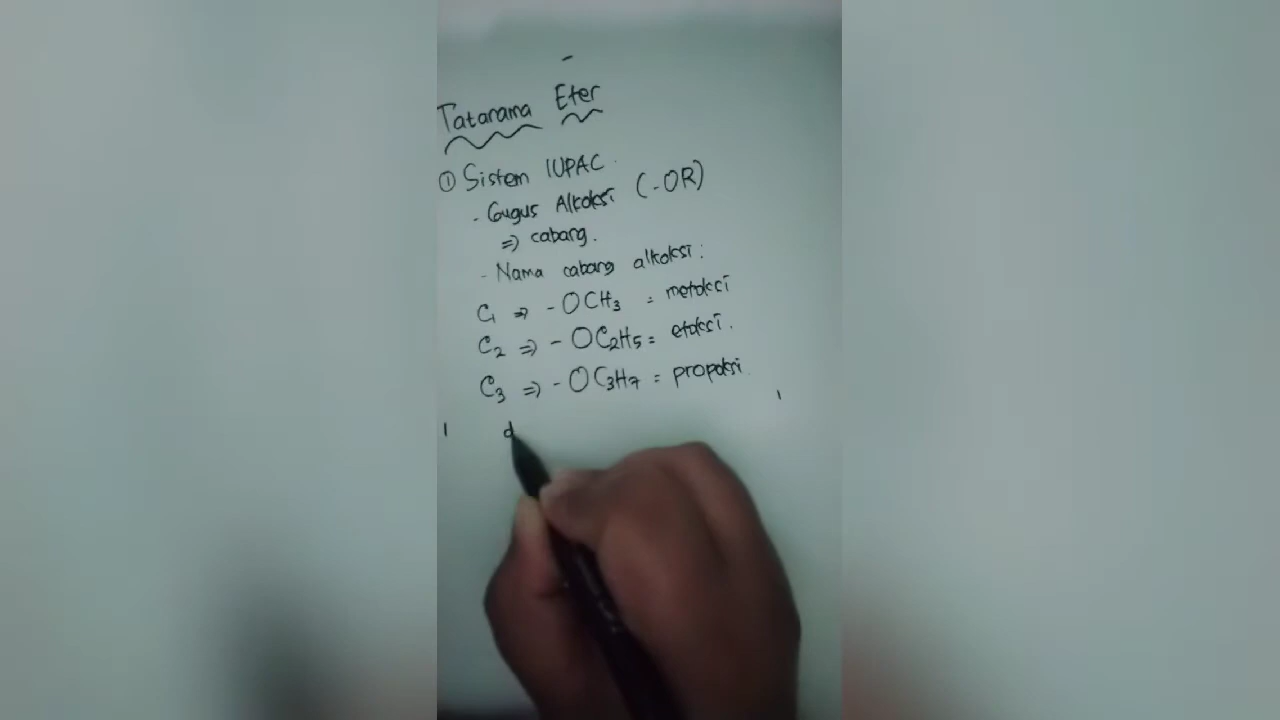 Tatanama Eter
① Sistem IUPAC.
- Gugus Alkoksi (-OR)
=> cabang.
- Nama cabang alkoksi:
C₁ => -OCH₃ = metoksi
C₂ => -OC₂H₅ = etoksi.
C₃ => -OC₃H₇ = propoksi
d